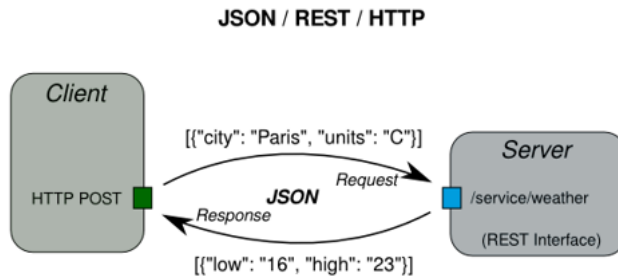 JSON / REST / HTTP
Client
[{"city": "Paris", "units": "C"}]
Server
Request
HTTP POST
JSON
/service/weather
Response
(REST Interface)
[{"low": "16", "high": "23"}]